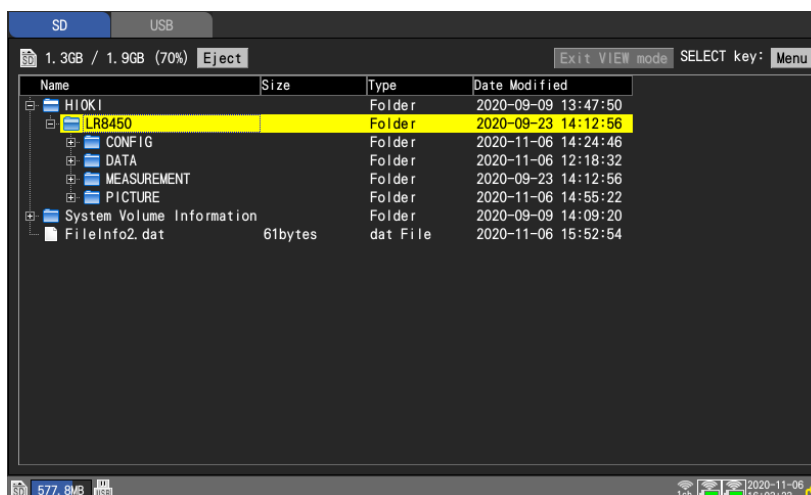 SD USB
SD 1.3GB / 1.9GB (70%) Eject Exit VIEW mode SELECT key: Menu
Name Size Type Date Modified
HIOKI Folder 2020-09-09 13:47:50
LR8450 Folder 2020-09-23 14:12:56
CONFIG Folder 2020-11-06 14:24:46
DATA Folder 2020-11-06 12:18:32
MEASUREMENT Folder 2020-09-23 14:12:56
PICTURE Folder 2020-11-06 14:55:22
System Volume Information Folder 2020-09-09 14:09:20
FileInfo2.dat 61bytes dat File 2020-11-06 15:52:54
SD 577.8MB USB 2020-11-06